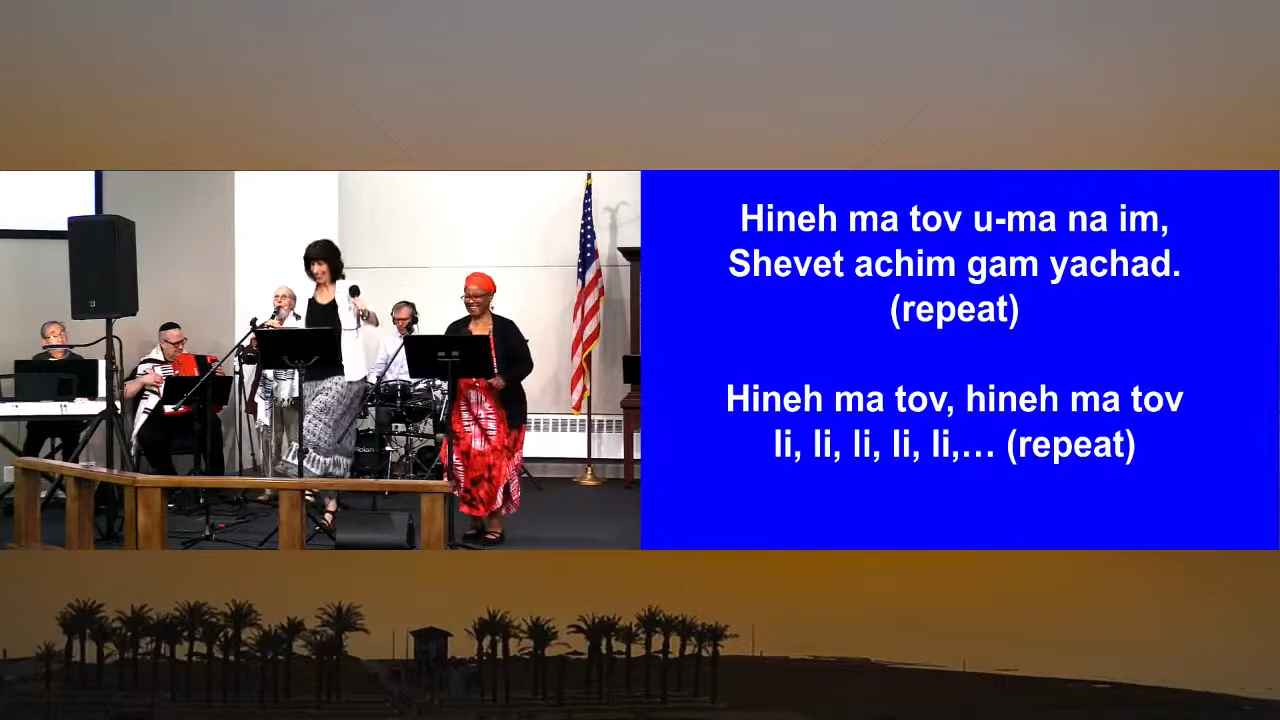 Hineh ma tov u-ma na im,
Shevet achim gam yachad.
(repeat)
Hineh ma tov, hineh ma tov
li, li, li, li, li,... (repeat)
Roland